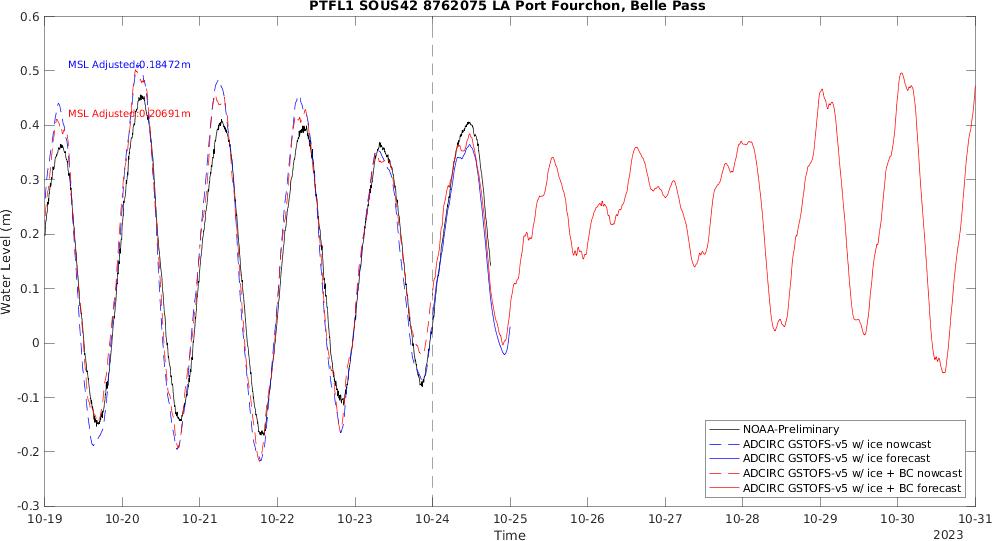 PTFL1 SOUS42 8762075 LA Port Fourchon, Belle Pass
0.6
0.5
0.4
0.3
0.2
0.1
0
-0.1
-0.2
-0.3
Water Level (m)
MSL Adjusted:0.18472m
MSL Adjusted:0.20691m
NOAA-Preliminary
ADCIRC GSTOFS-v5 w/ ice nowcast
ADCIRC GSTOFS-v5 w/ ice forecast
ADCIRC GSTOFS-v5 w/ ice + BC nowcast
ADCIRC GSTOFS-v5 w/ ice + BC forecast
10-19 10-20 10-21 10-22 10-23 10-24 10-25 10-26 10-27 10-28 10-29 10-30 10-31
Time
2023